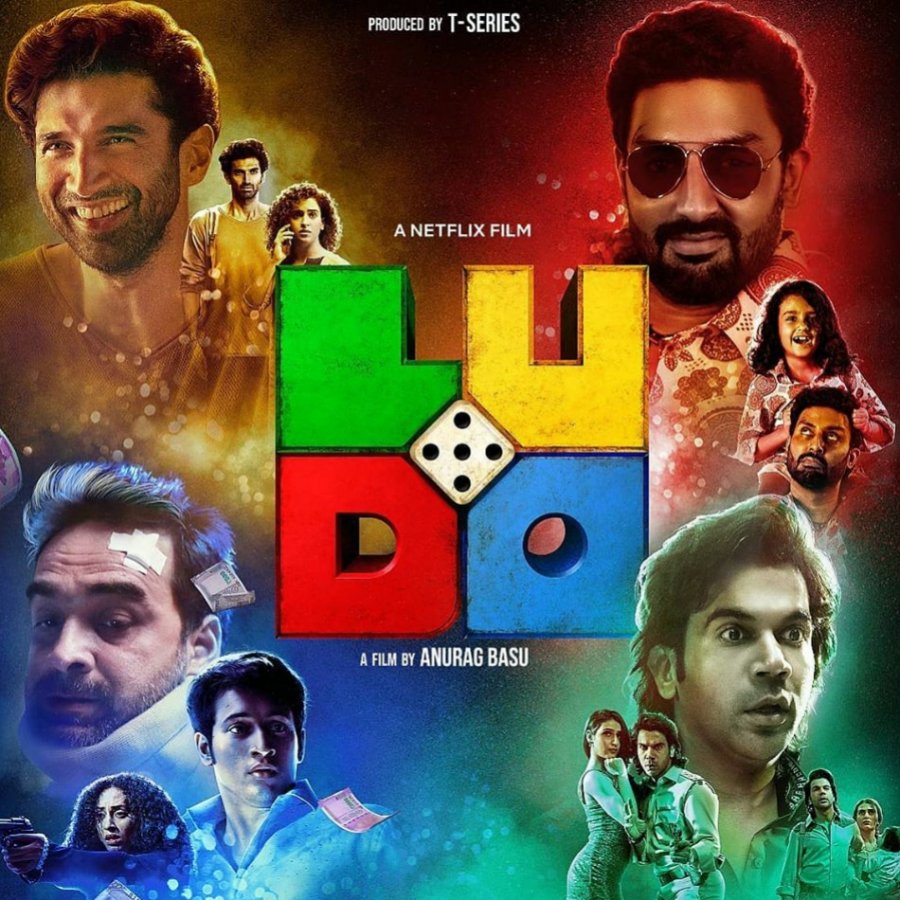 PRODUCED BY T-SERIES
A NETFLIX FILM
LU
DO
A FILM BY ANURAG BASU